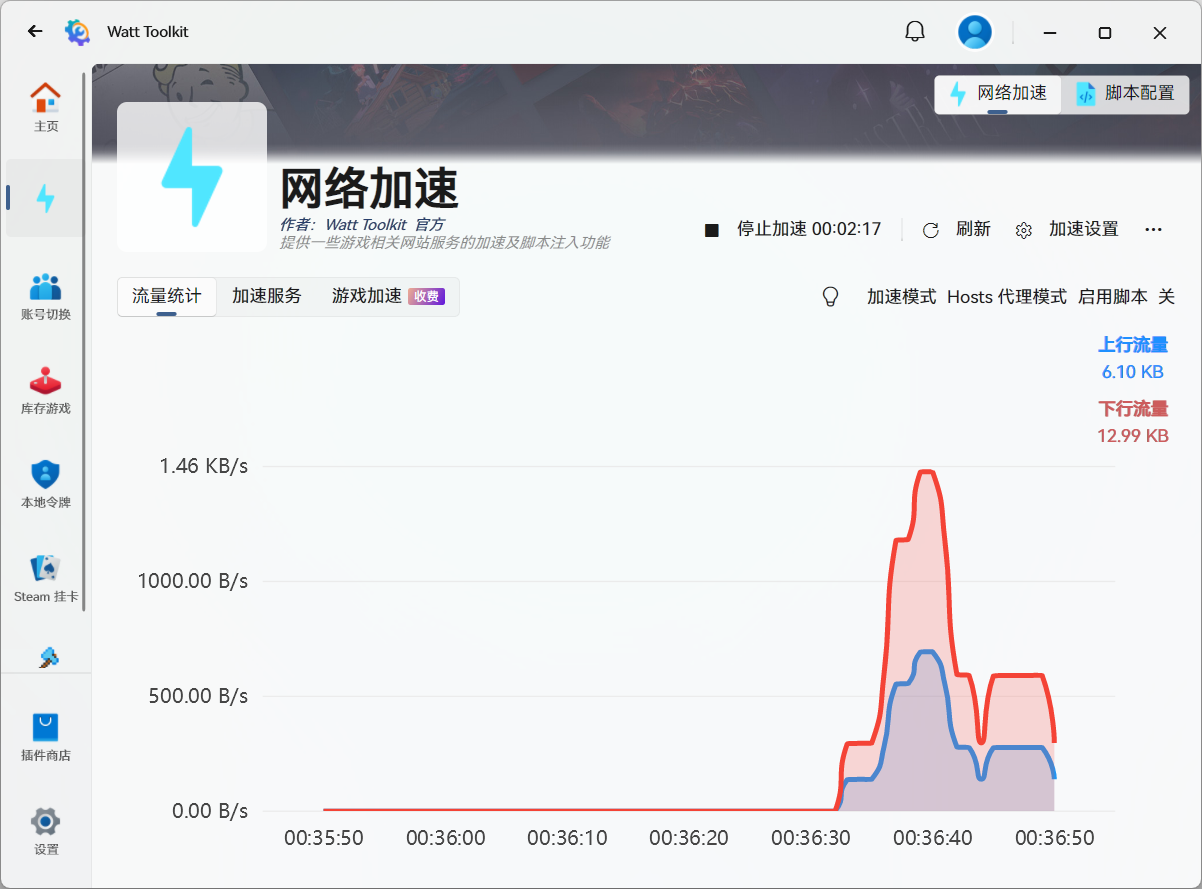 Watt Toolkit
网络加速
脚本配置
主页
账号切换
库存游戏
本地令牌
Steam 挂卡
插件商店
设置
网络加速
作者： Watt Toolkit 官方
提供一些游戏相关网站服务的加速及脚本注入功能
停止加速 00:02:17
刷新
加速设置
流量统计
加速服务
游戏加速 收费
加速模式 Hosts 代理模式 启用脚本 关
上行流量
6.10 KB
下行流量
12.99 KB
1.46 KB/s
1000.00 B/s
500.00 B/s
0.00 B/s
00:35:50
00:36:00
00:36:10
00:36:20
00:36:30
00:36:40
00:36:50